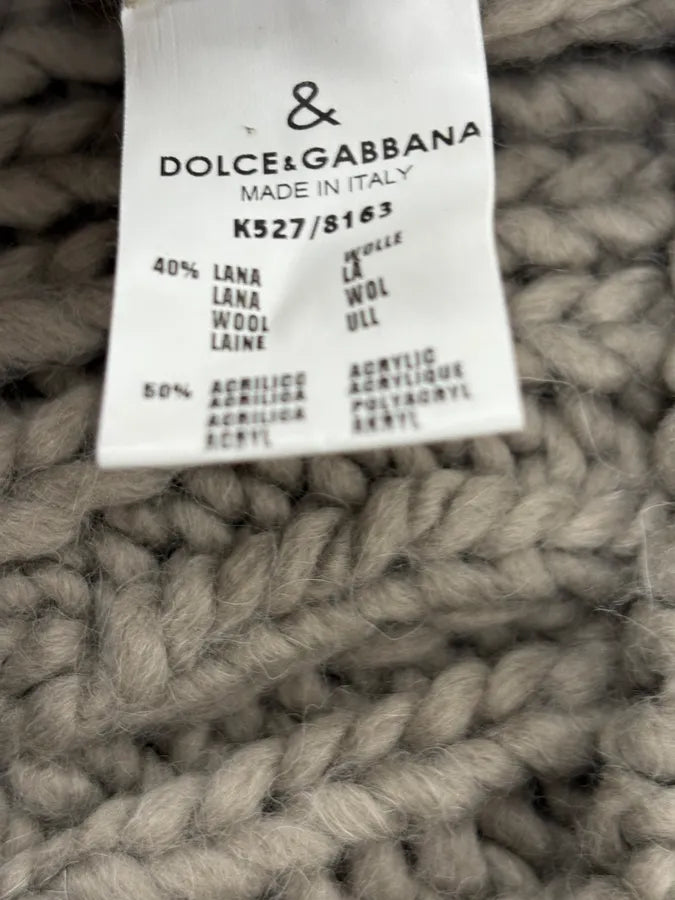 &
DOLCE&GABBANA
MADE IN ITALY
K527/8163
40% LANA WOLLE
LANA LÃ
WOOL WOL
LAINE ULL
50% ACRILICO ACRYLIC
ACRILICA ACRYLIQUE
ACRILICA POLYACRYL
ACRYL AKRYL